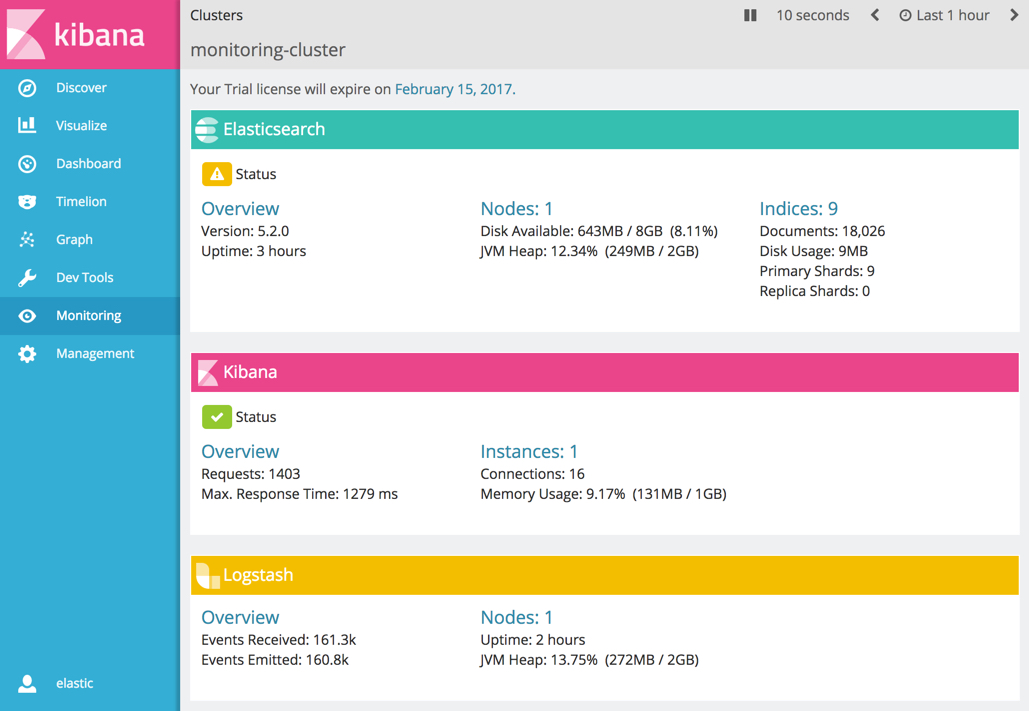 kibana
Discover
Visualize
Dashboard
Timelion
Graph
Dev Tools
Monitoring
Management
elastic
Clusters
10 seconds
Last 1 hour
monitoring-cluster
Your Trial license will expire on February 15, 2017.
Elasticsearch
Status
Overview
Version: 5.2.0
Uptime: 3 hours
Nodes: 1
Disk Available: 643MB / 8GB (8.11%)
JVM Heap: 12.34% (249MB / 2GB)
Indices: 9
Documents: 18,026
Disk Usage: 9MB
Primary Shards: 9
Replica Shards: 0
Kibana
Status
Overview
Requests: 1403
Max. Response Time: 1279 ms
Instances: 1
Connections: 16
Memory Usage: 9.17% (131MB / 1GB)
Logstash
Overview
Events Received: 161.3k
Events Emitted: 160.8k
Nodes: 1
Uptime: 2 hours
JVM Heap: 13.75% (272MB / 2GB)